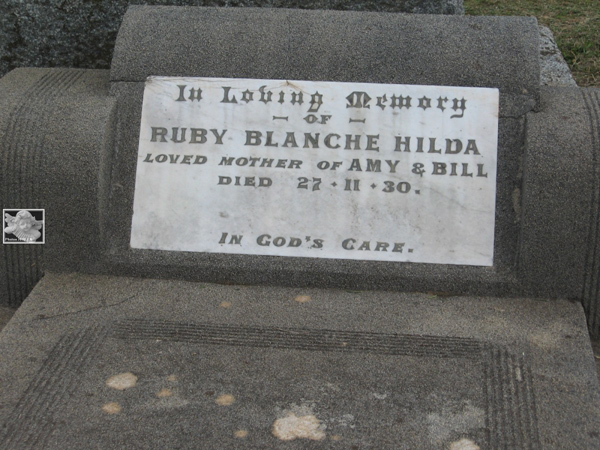 In Loving Memory
- OF -
RUBY BLANCHE HILDA
LOVED MOTHER OF AMY & BILL
DIED 27 · 11 · 30.
IN GOD'S CARE.